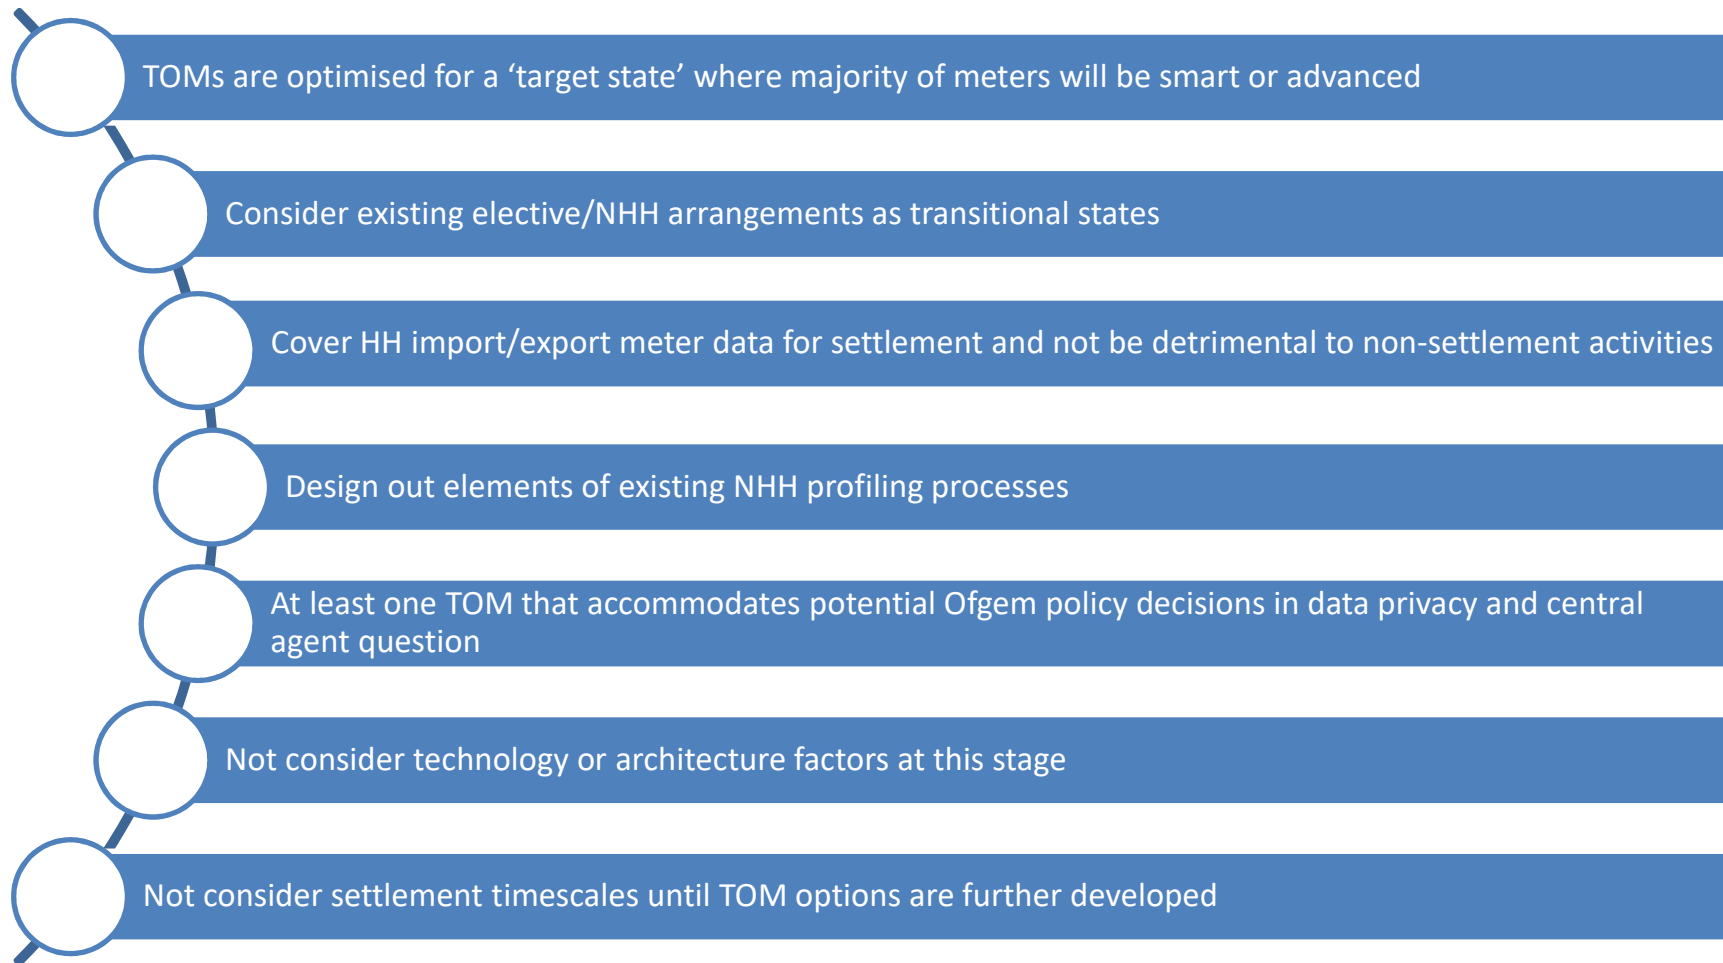 TOMs are optimised for a ‘target state’ where majority of meters will be smart or advanced
Consider existing elective/NHH arrangements as transitional states
Cover HH import/export meter data for settlement and not be detrimental to non-settlement activities
Design out elements of existing NHH profiling processes
At least one TOM that accommodates potential Ofgem policy decisions in data privacy and central
agent question
Not consider technology or architecture factors at this stage
Not consider settlement timescales until TOM options are further developed